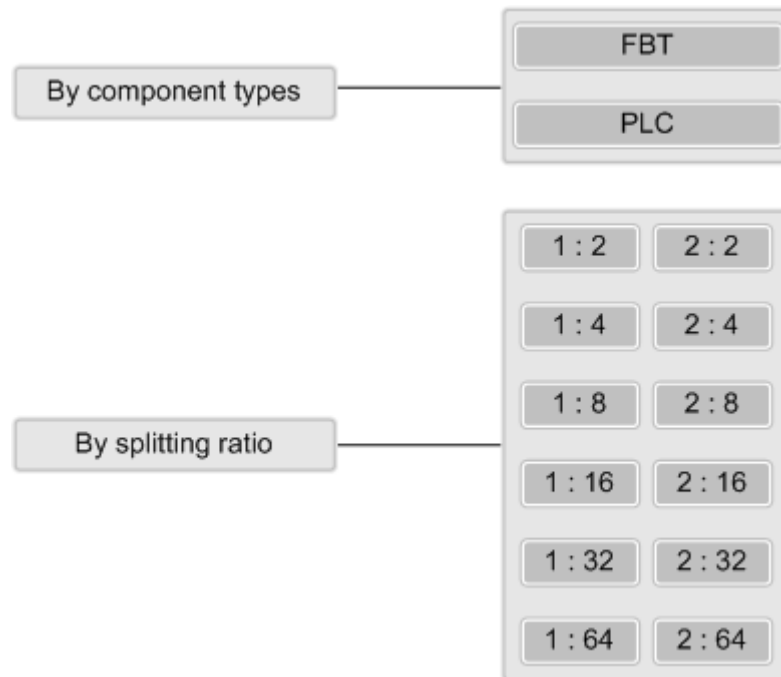 FBT
By component types
PLC
1 : 2 2 : 2
1 : 4 2 : 4
1 : 8 2 : 8
By splitting ratio
1 : 16 2 : 16
1 : 32 2 : 32
1 : 64 2 : 64